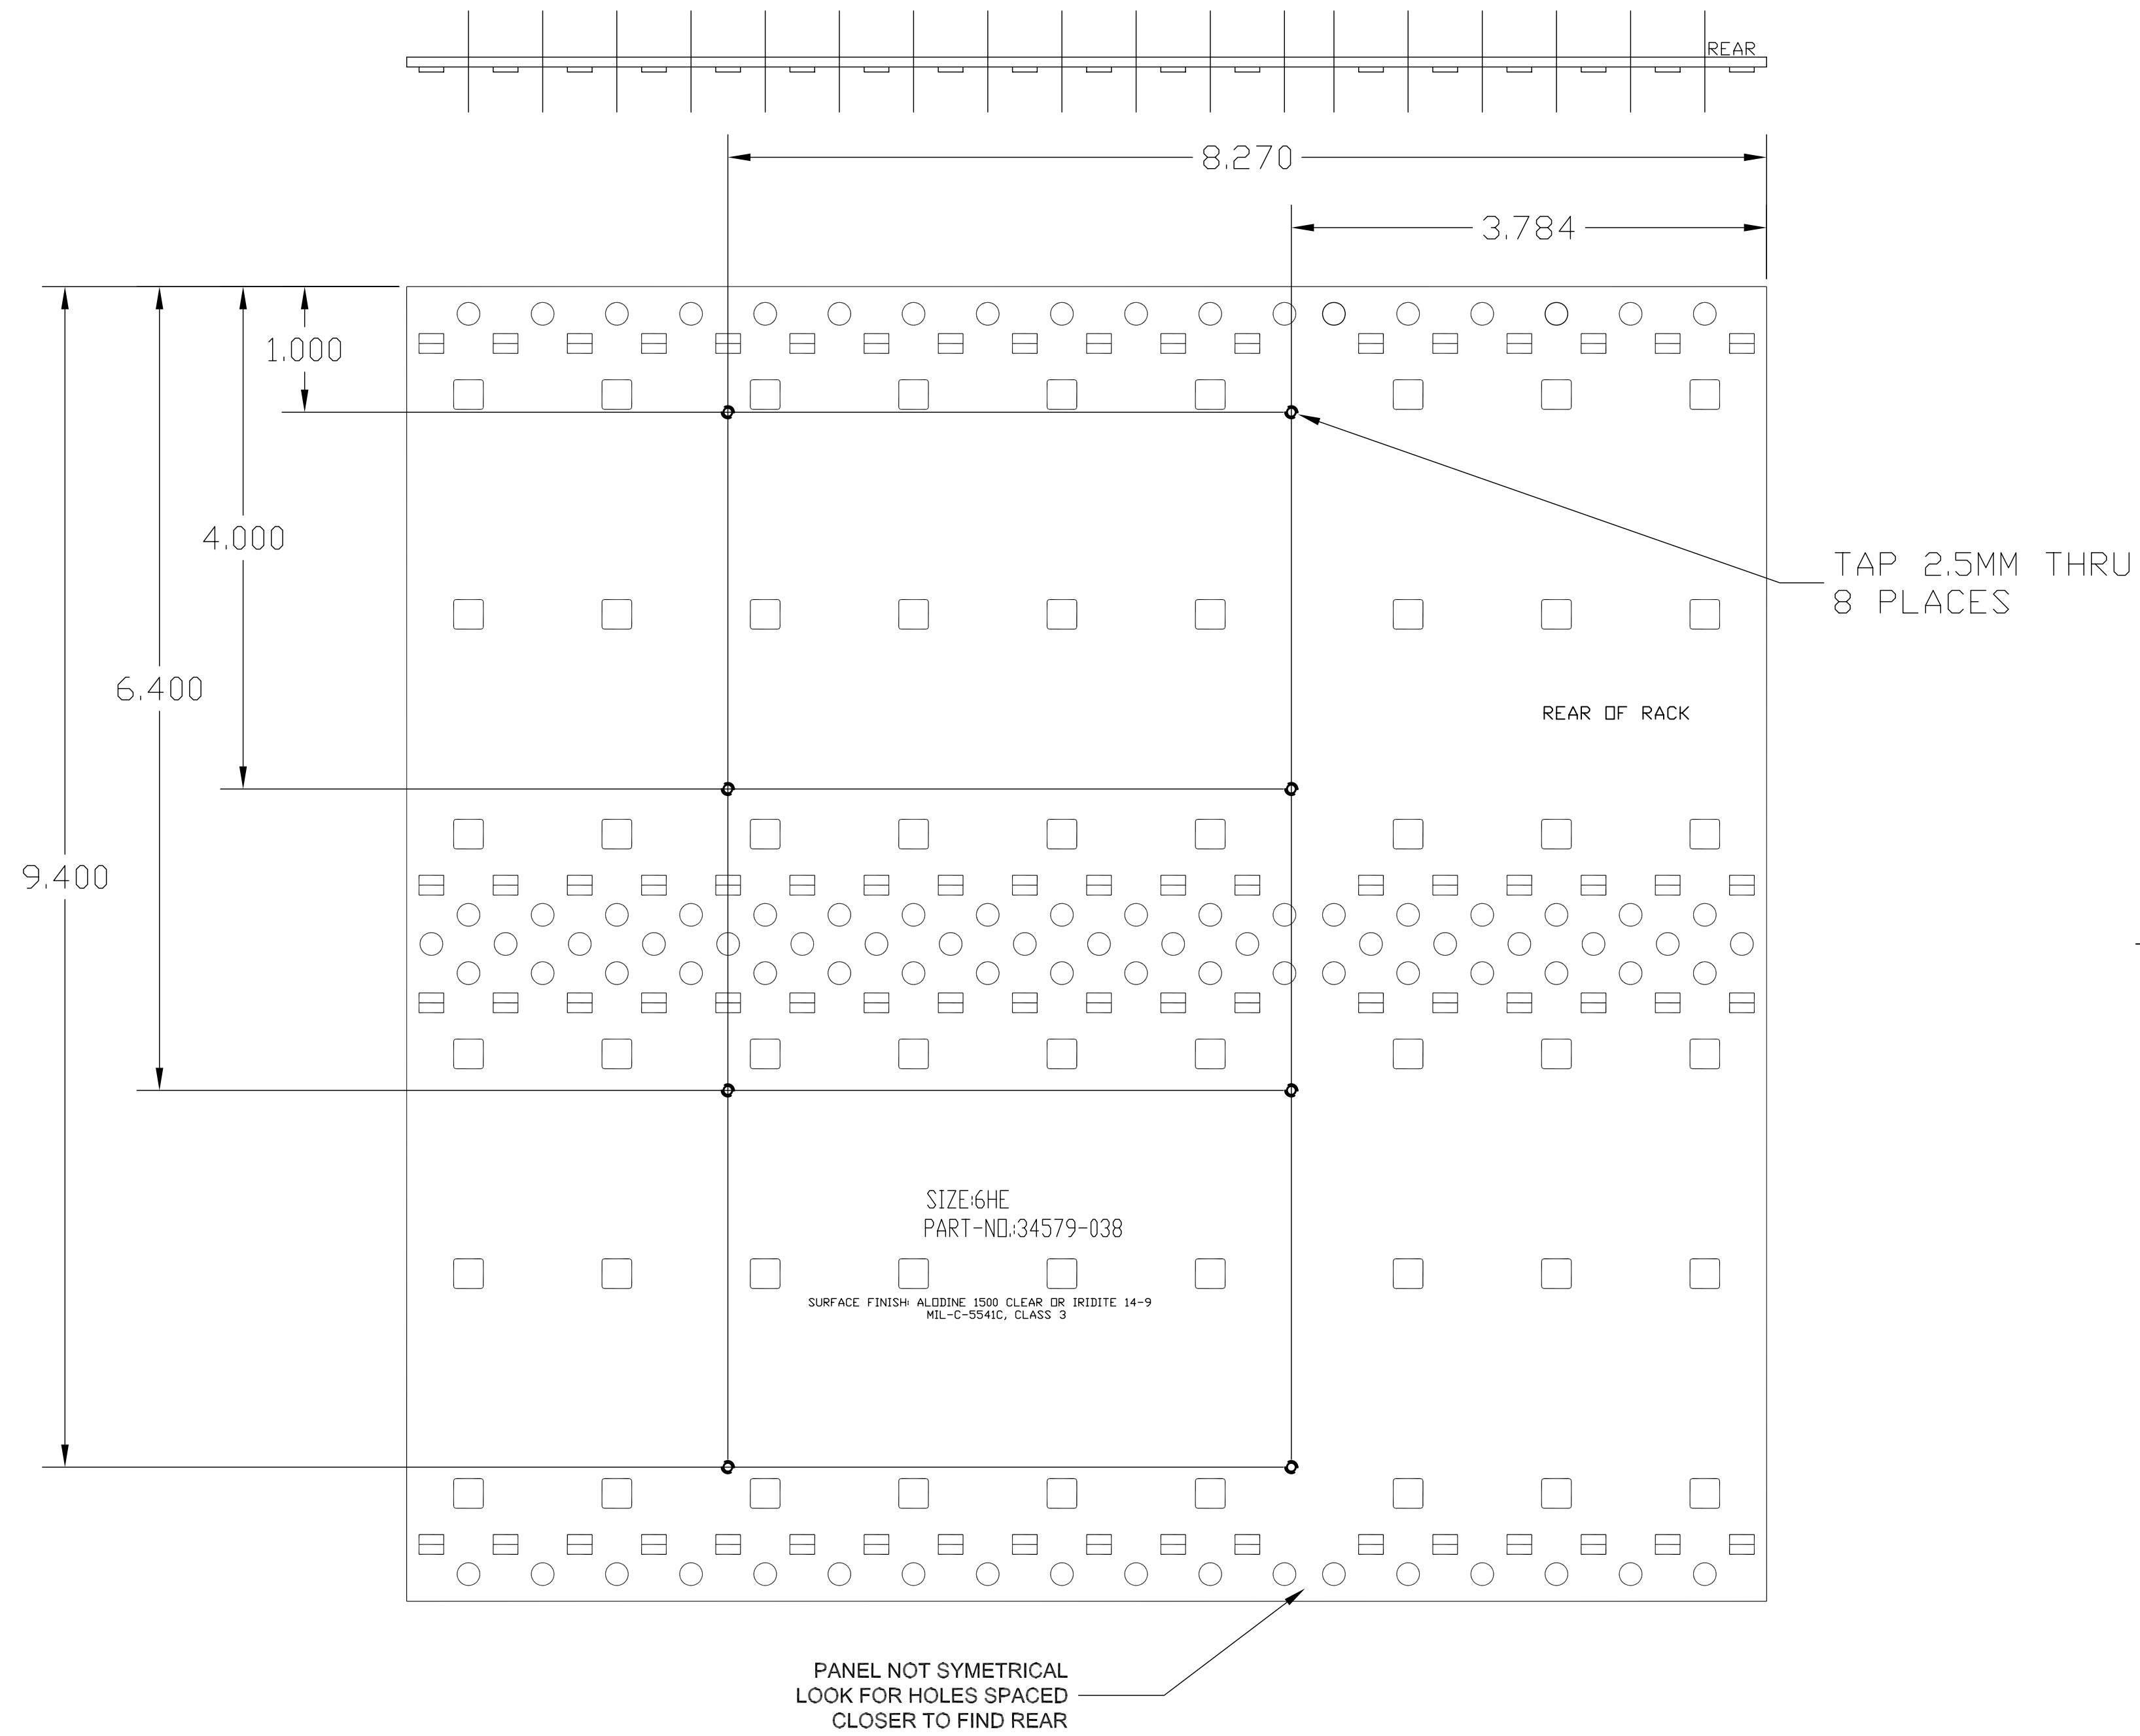 REAR
8.270
3.784
1.000
4.000
TAP 2.5MM THRU
8 PLACES
6.400
REAR OF RACK
9.400
SIZE:6HE
PART-NO.:34579-038
SURFACE FINISH: ALODINE 1500 CLEAR OR IRIDITE 14-9
MIL-C-5541C, CLASS 3
PANEL NOT SYMETRICAL
LOOK FOR HOLES SPACED
CLOSER TO FIND REAR